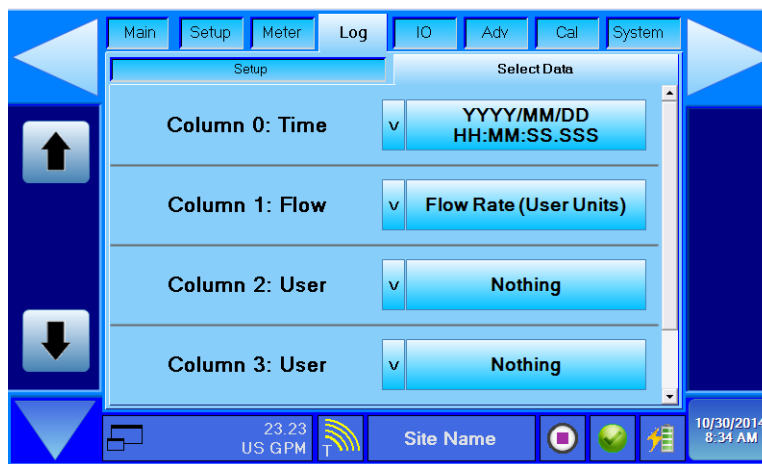 Main Setup Meter Log IO Adv Cal System
Setup Select Data
Column 0: Time v YYYY/MM/DD
HH:MM:SS.SSS
Column 1: Flow v Flow Rate (User Units)
Column 2: User v Nothing
Column 3: User v Nothing
23.23
US GPM T Site Name
10/30/2014
8:34 AM